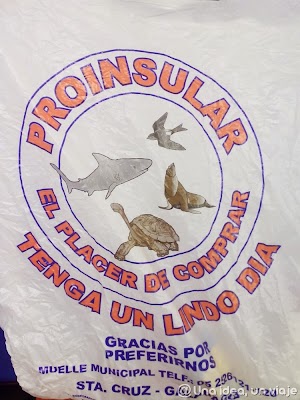 PROINSULAR
EL PLACER DE COMPRAR
TENGA UN LINDO DIA
GRACIAS POR
PREFERIRNOS
MUELLE MUNICIPAL
STA. CRUZ -
@Una idea, un viaje